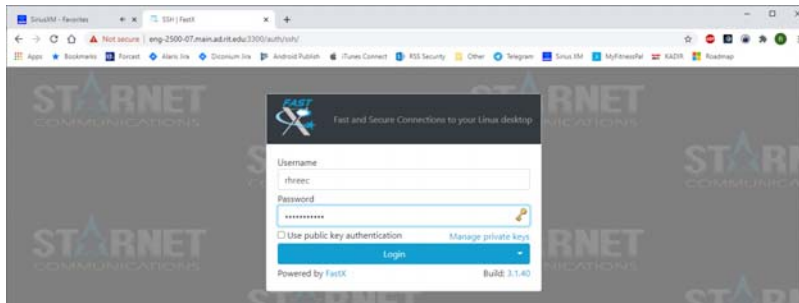 SiriusXM - Favorites
SSH | FastX
Not secure | eng-2500-07.main.ad.rit.edu:3300/auth/ssh/
Apps
Bookmarks
Forcast
Alaris Jira
Diconium Jira
Android Publish
iTunes Connect
RSS Security
Other
Telegram
Sirius XM
MyFitnessPal
KADIR
Roadmap
STARNET
COMMUNICATIONS
FAST
X
Fast and Secure Connections to your Linux desktop
Username
rhreec
Password
•••••••••••
Use public key authentication
Manage private keys
Login
Powered by FastX
Build: 3.1.40
STARNET
COMMUNICATIONS